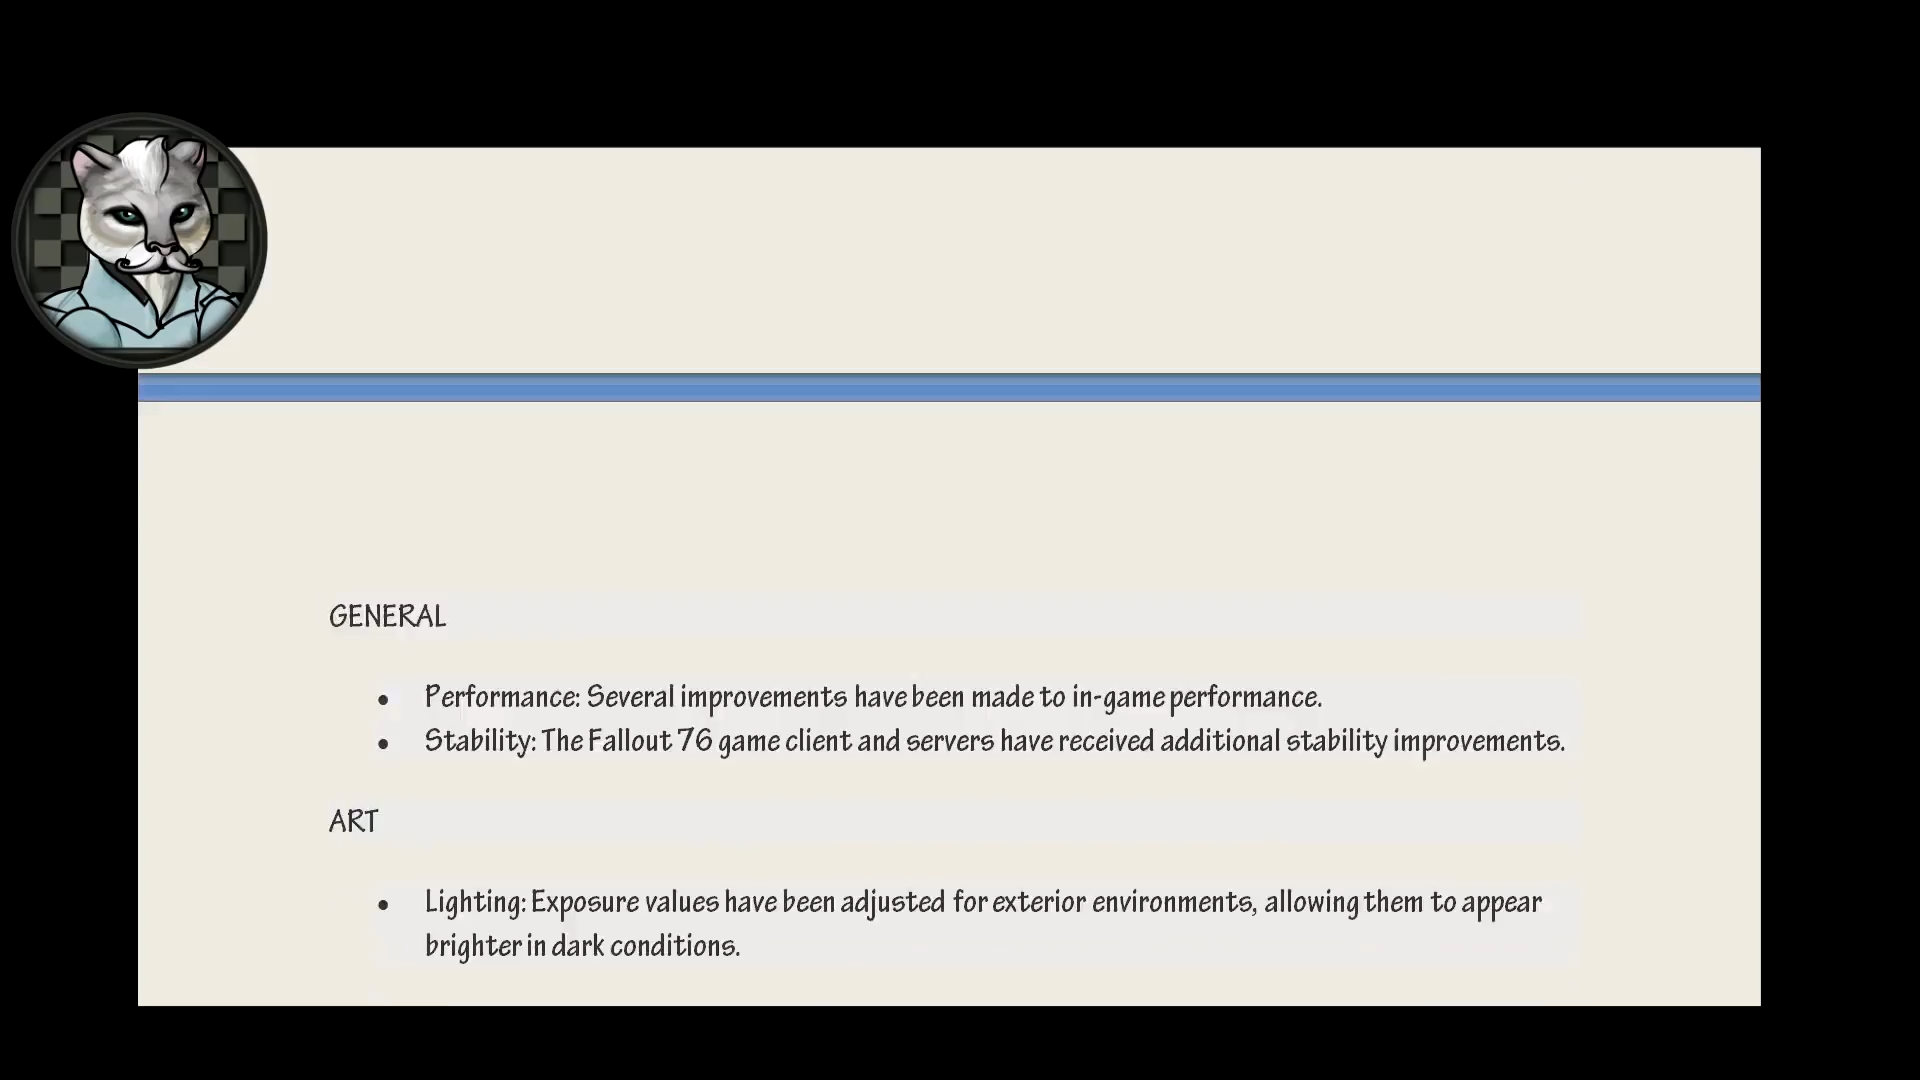 GENERAL
• Performance: Several improvements have been made to in-game performance.
• Stability: The Fallout 76 game client and servers have received additional stability improvements.
ART
• Lighting: Exposure values have been adjusted for exterior environments, allowing them to appear
brighter in dark conditions.